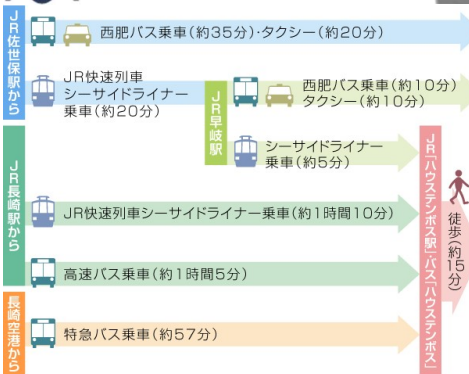 JR佐世保駅から
西肥バス乗車(約35分)・タクシー(約20分)
JR快速列車
シーサイドライナー
乗車(約20分)
JR早岐駅
西肥バス乗車(約10分)
タクシー(約10分)
シーサイドライナー
乗車(約5分)
JR長崎駅から
JR快速列車シーサイドライナー乗車(約1時間10分)
高速バス乗車(約1時間5分)
長崎空港から
特急バス乗車(約57分)
JR「ハウステンボス駅」・バス「ハウステンボス」
徒歩(約15分)